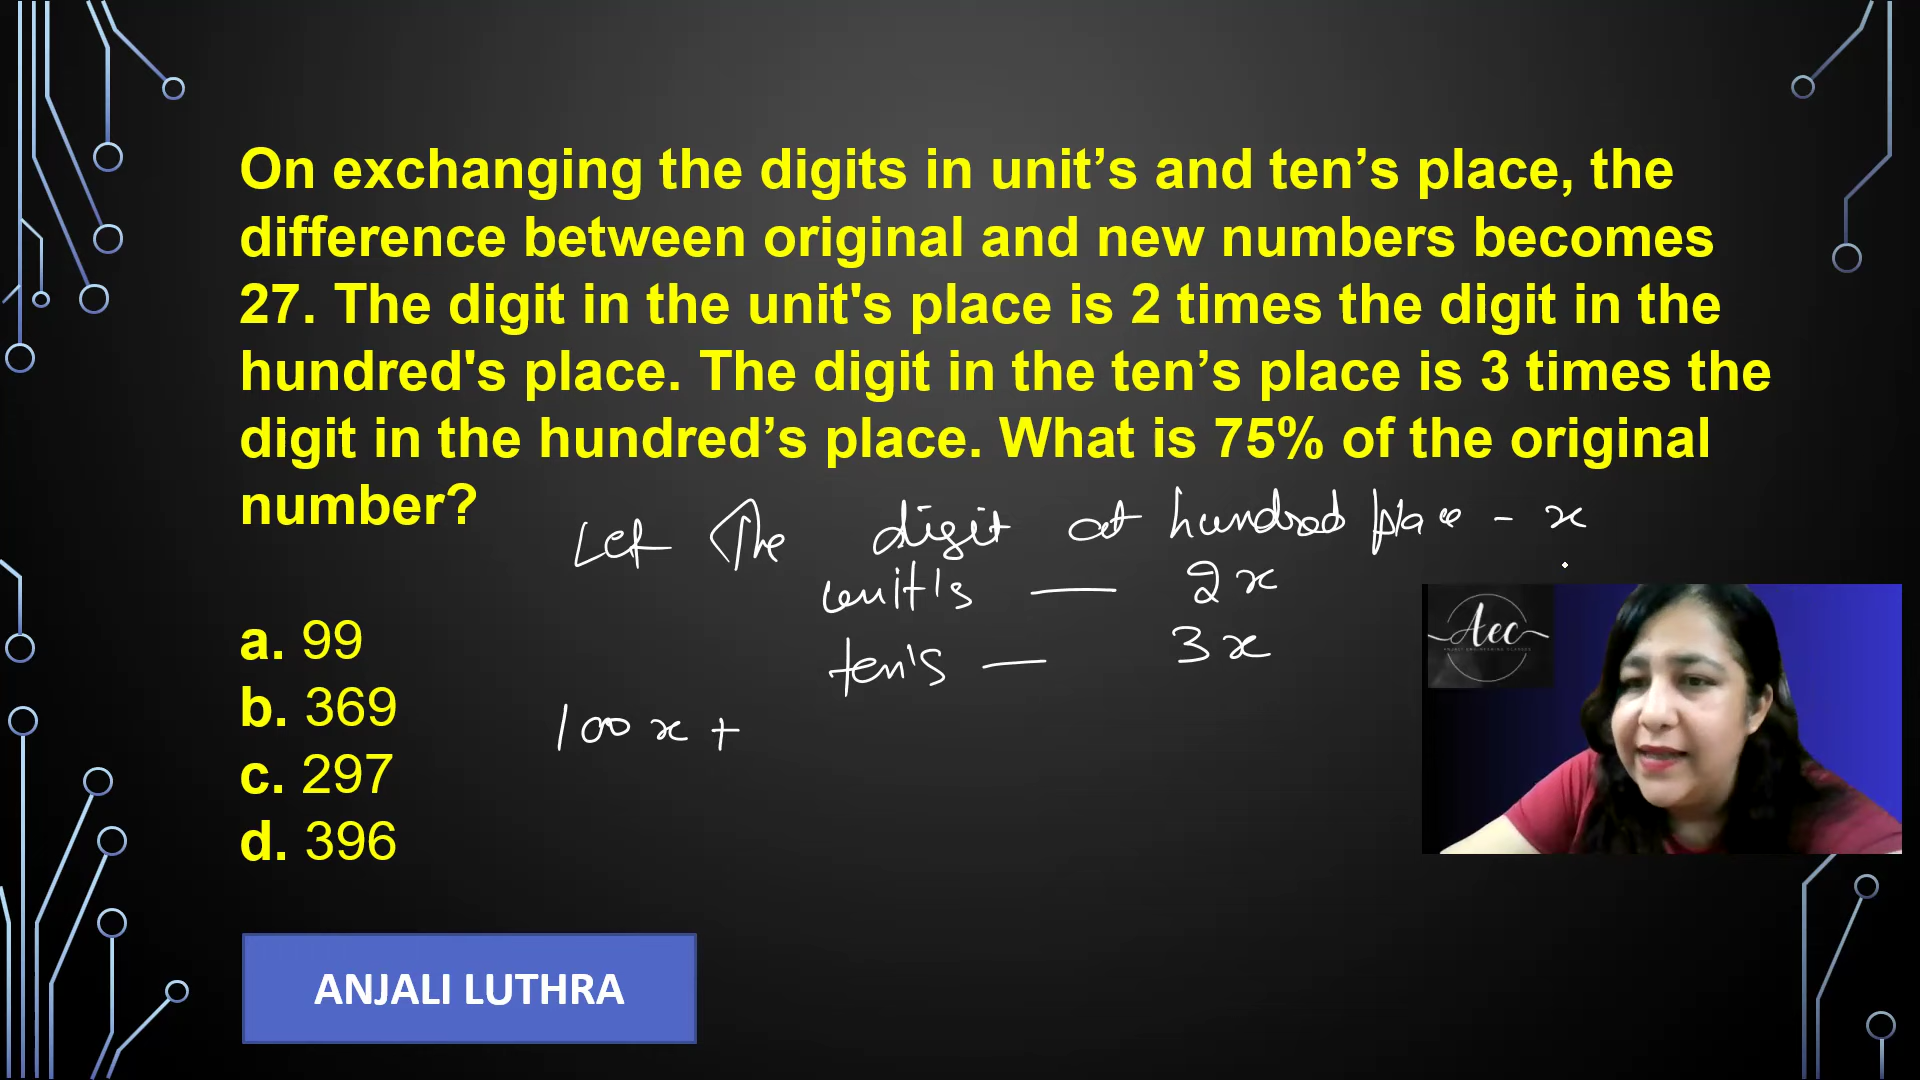 On exchanging the digits in unit’s and ten’s place, the
difference between original and new numbers becomes
27. The digit in the unit's place is 2 times the digit in the
hundred's place. The digit in the ten’s place is 3 times the
digit in the hundred’s place. What is 75% of the original
number?
Let The digit at hundred place - x
unit's — 2x
ten's — 3x
100 x +
a. 99
b. 369
c. 297
d. 396
Aec
ANJALI LUTHRA